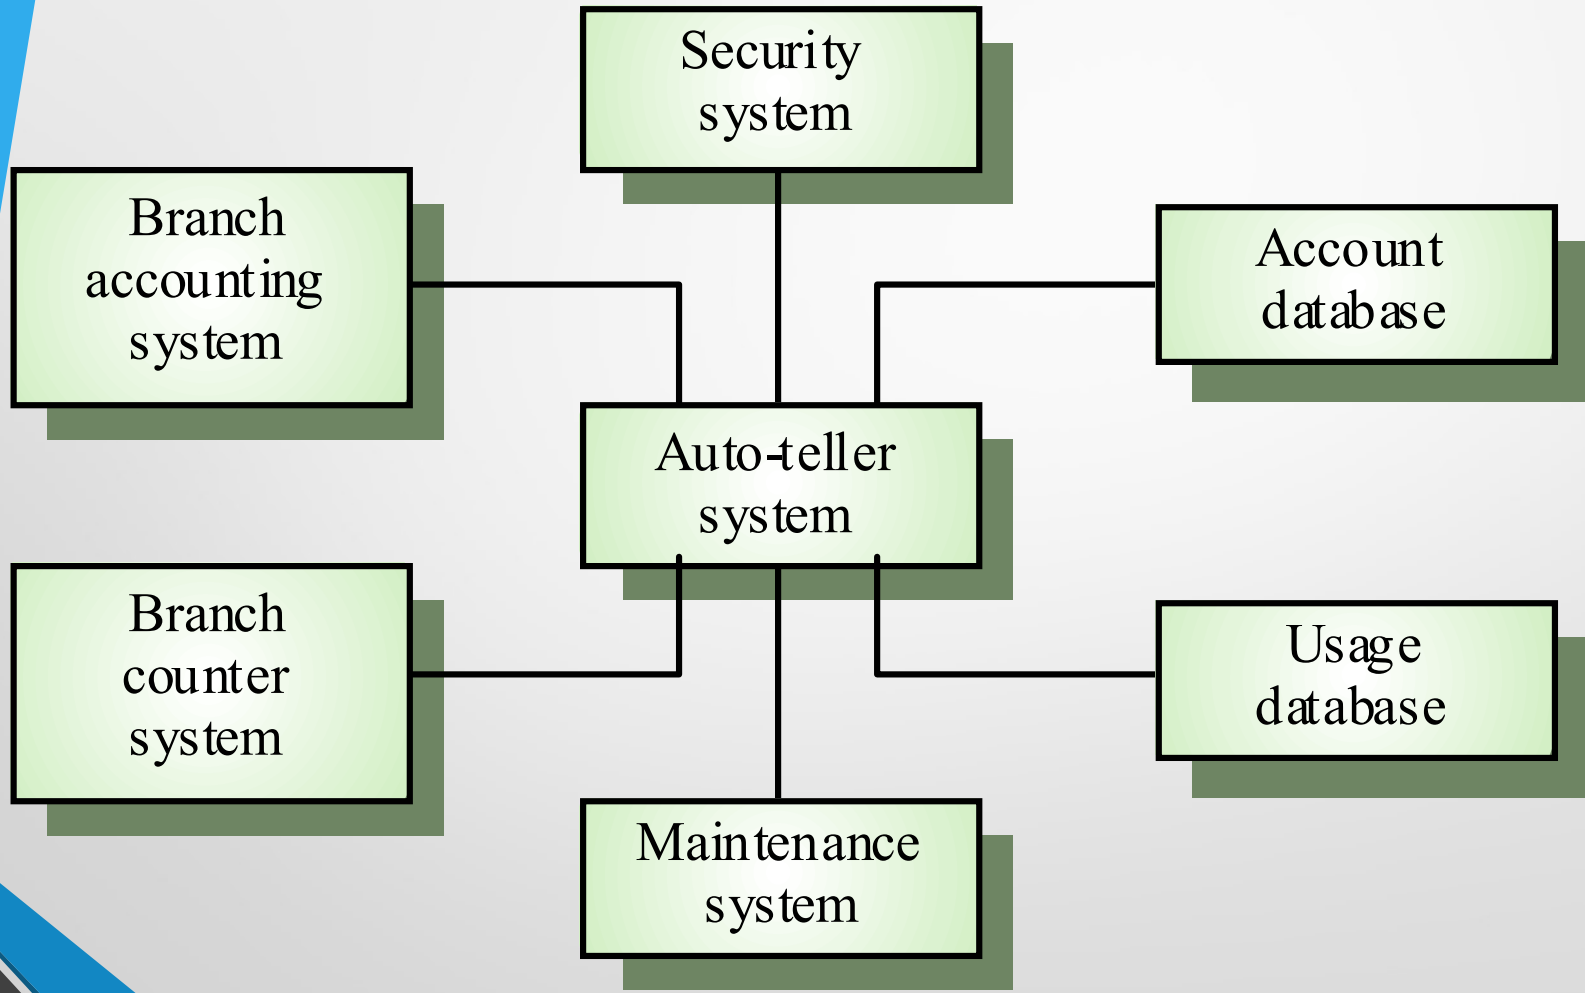 Security
system
Branch
accounting
system
Account
database
Auto-teller
system
Branch
counter
system
Usage
database
Maintenance
system